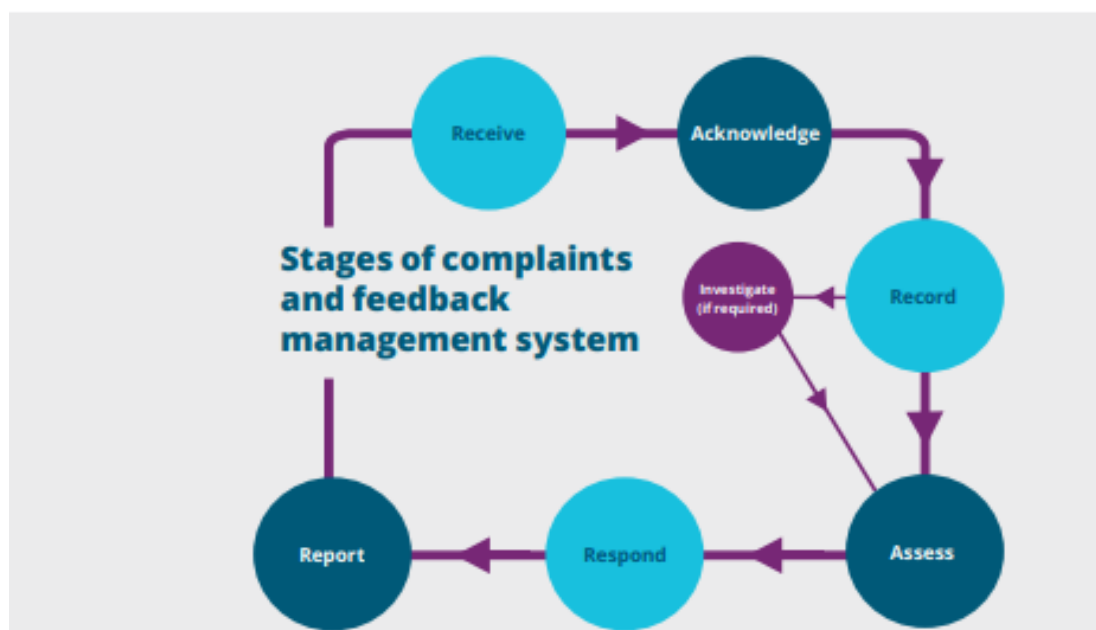 Receive
Acknowledge
Stages of complaints
and feedback
management system
Investigate
(if required)
Record
Report
Respond
Assess